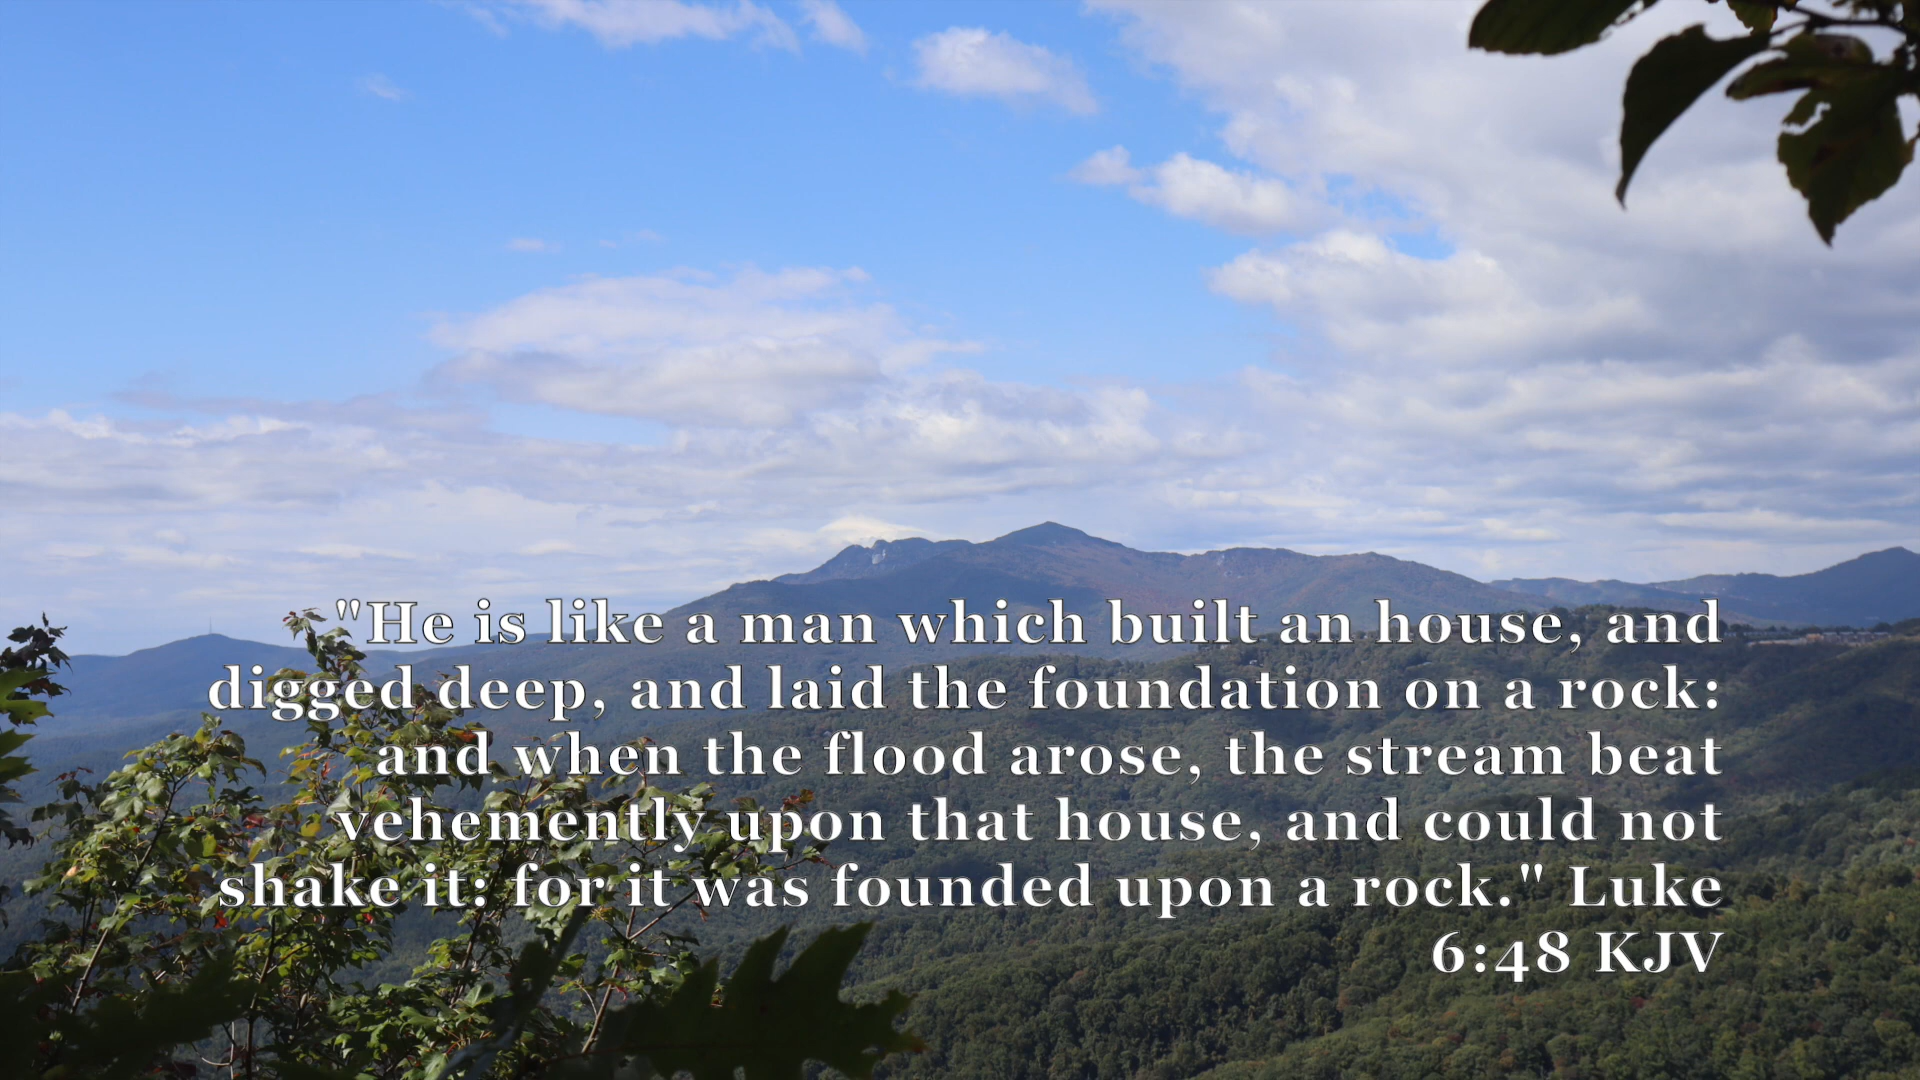 "He is like a man which built an house, and
digged deep, and laid the foundation on a rock:
and when the flood arose, the stream beat
vehemently upon that house, and could not
shake it: for it was founded upon a rock." Luke
6:48 KJV